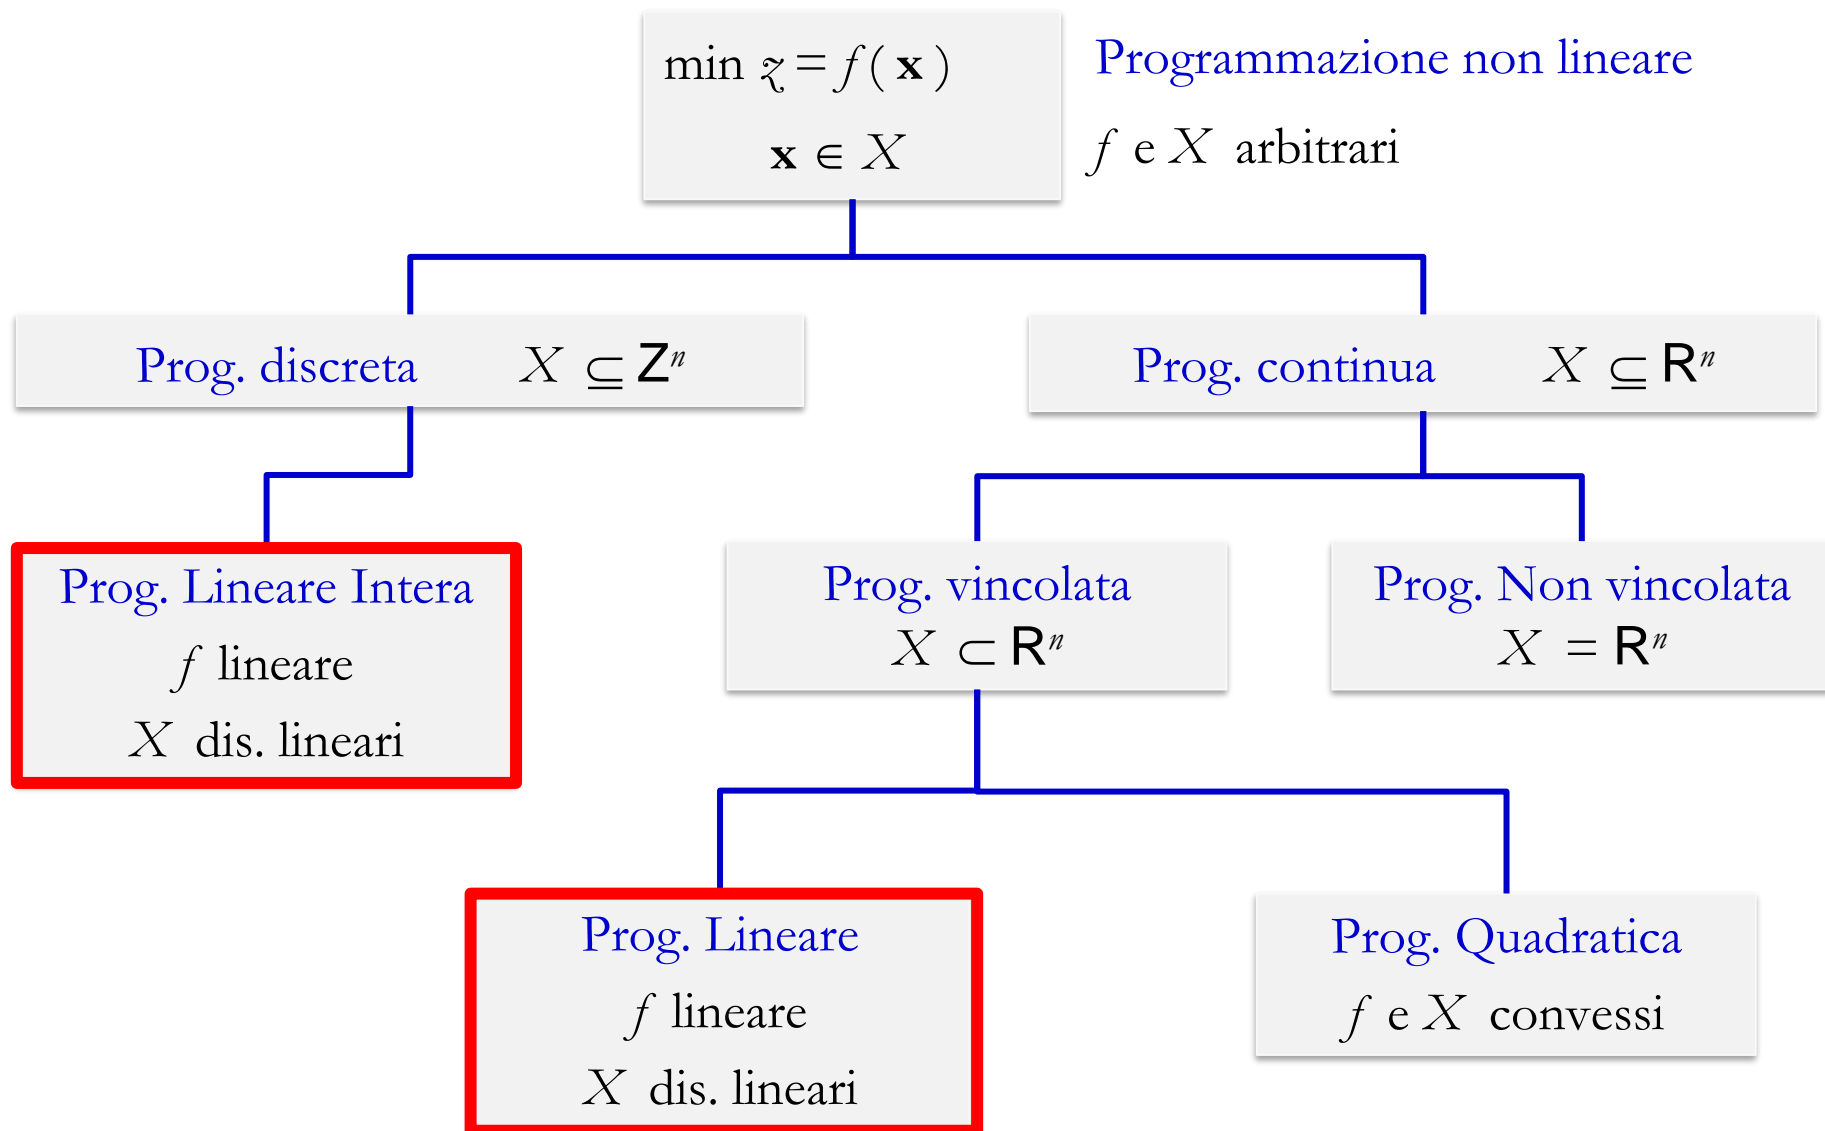 min z = f ( x )
x ∈ X
Programmazione non lineare
f e X arbitrari
Prog. discreta X ⊆ Zⁿ
Prog. continua X ⊆ Rⁿ
Prog. Lineare Intera
f lineare
X dis. lineari
Prog. vincolata
X ⊂ Rⁿ
Prog. Non vincolata
X = Rⁿ
Prog. Lineare
f lineare
X dis. lineari
Prog. Quadratica
f e X convessi